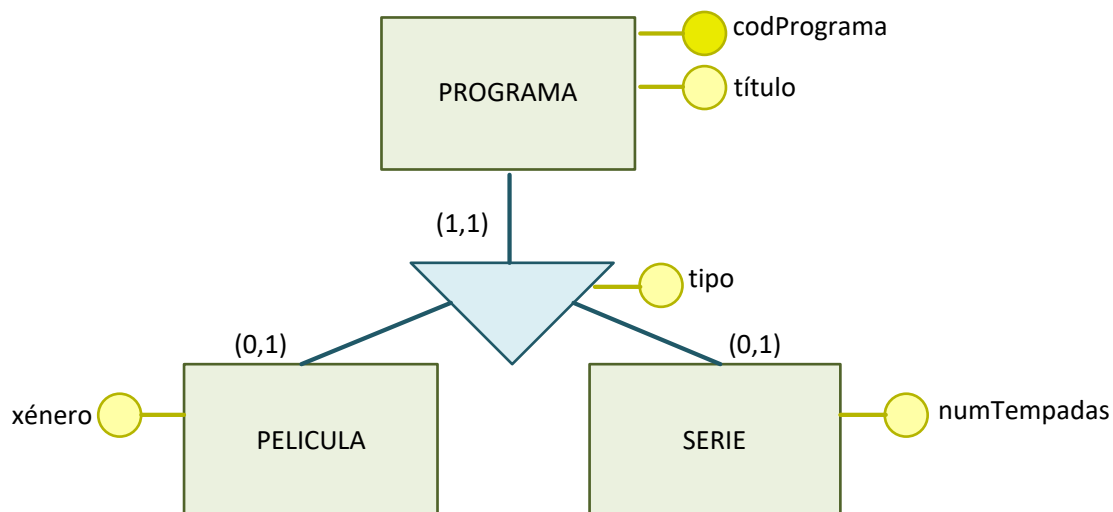 codPrograma
PROGRAMA
título
(1,1)
tipo
(0,1)
(0,1)
xénero
PELICULA
SERIE
numTempadas